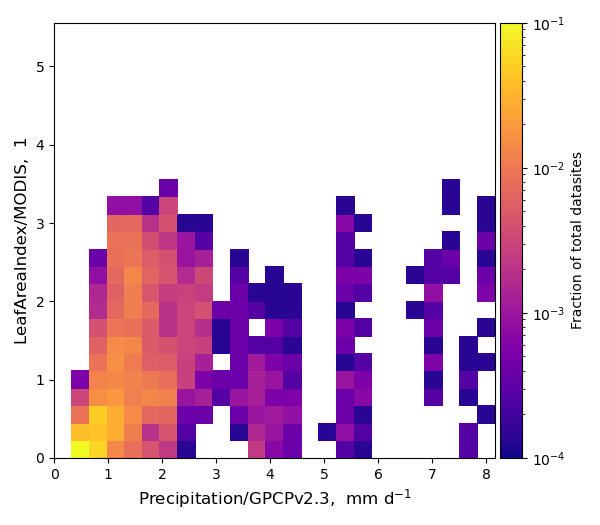 5
4
3
2
1
0
0 1 2 3 4 5 6 7 8
LeafAreaIndex/MODIS, 1
Precipitation/GPCPv2.3, mm d⁻¹
10⁻¹
10⁻²
10⁻³
10⁻⁴
Fraction of total datasites